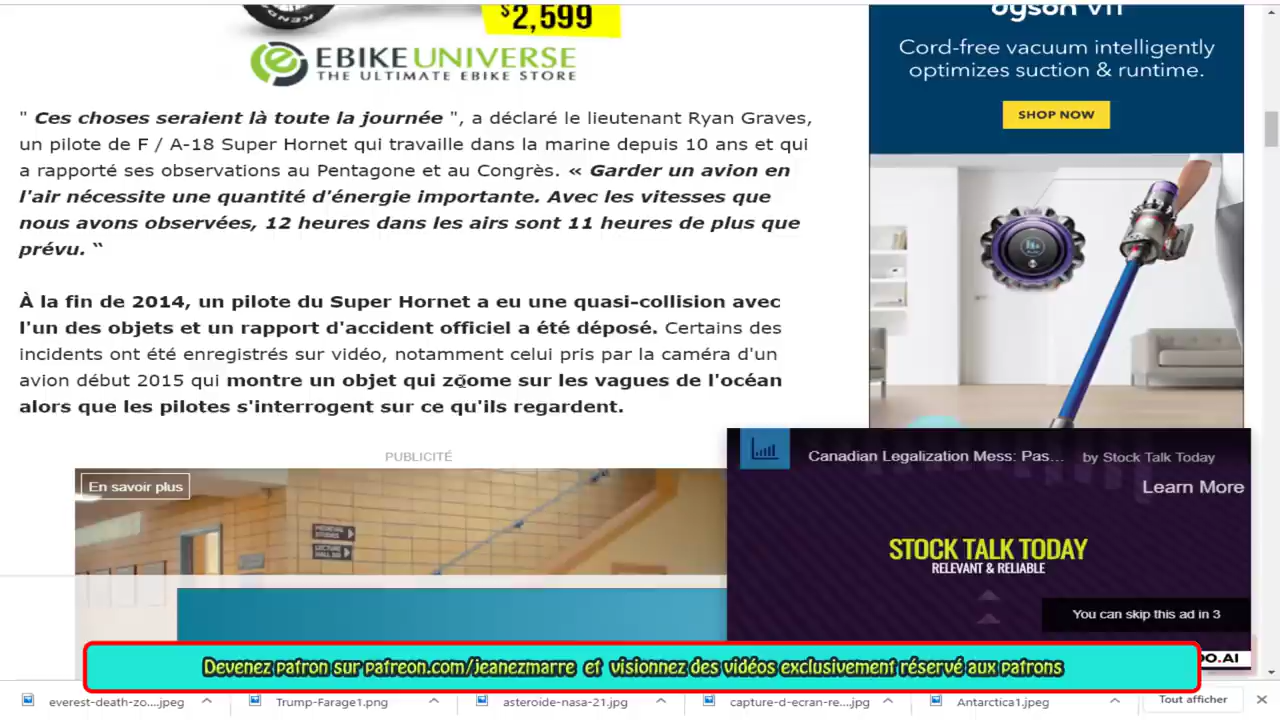 $2,599
KENDA
EBIKE UNIVERSE
THE ULTIMATE EBIKE STORE
dyson V11
Cord-free vacuum intelligently
optimizes suction & runtime.
SHOP NOW
" Ces choses seraient là toute la journée ", a déclaré le lieutenant Ryan Graves,
un pilote de F / A-18 Super Hornet qui travaille dans la marine depuis 10 ans et qui
a rapporté ses observations au Pentagone et au Congrès. « Garder un avion en
l'air nécessite une quantité d'énergie importante. Avec les vitesses que
nous avons observées, 12 heures dans les airs sont 11 heures de plus que
prévu. “
À la fin de 2014, un pilote du Super Hornet a eu une quasi-collision avec
l'un des objets et un rapport d'accident officiel a été déposé. Certains des
incidents ont été enregistrés sur vidéo, notamment celui pris par la caméra d'un
avion début 2015 qui montre un objet qui zoome sur les vagues de l'océan
alors que les pilotes s'interrogent sur ce qu'ils regardent.
PUBLICITÉ
En savoir plus
Canadian Legalization Mess: Pas... by Stock Talk Today
Learn More
STOCK TALK TODAY
RELEVANT & RELIABLE
You can skip this ad in 3
OO.AI
Devenez patron sur patreon.com/jeanezmarre et visionnez des vidéos exclusivement réservé aux patrons
everest-death-zo....jpeg
Trump-Farage1.png
asteroide-nasa-21.jpg
capture-d-ecran-re....jpg
Antarctica1.jpeg
Tout afficher